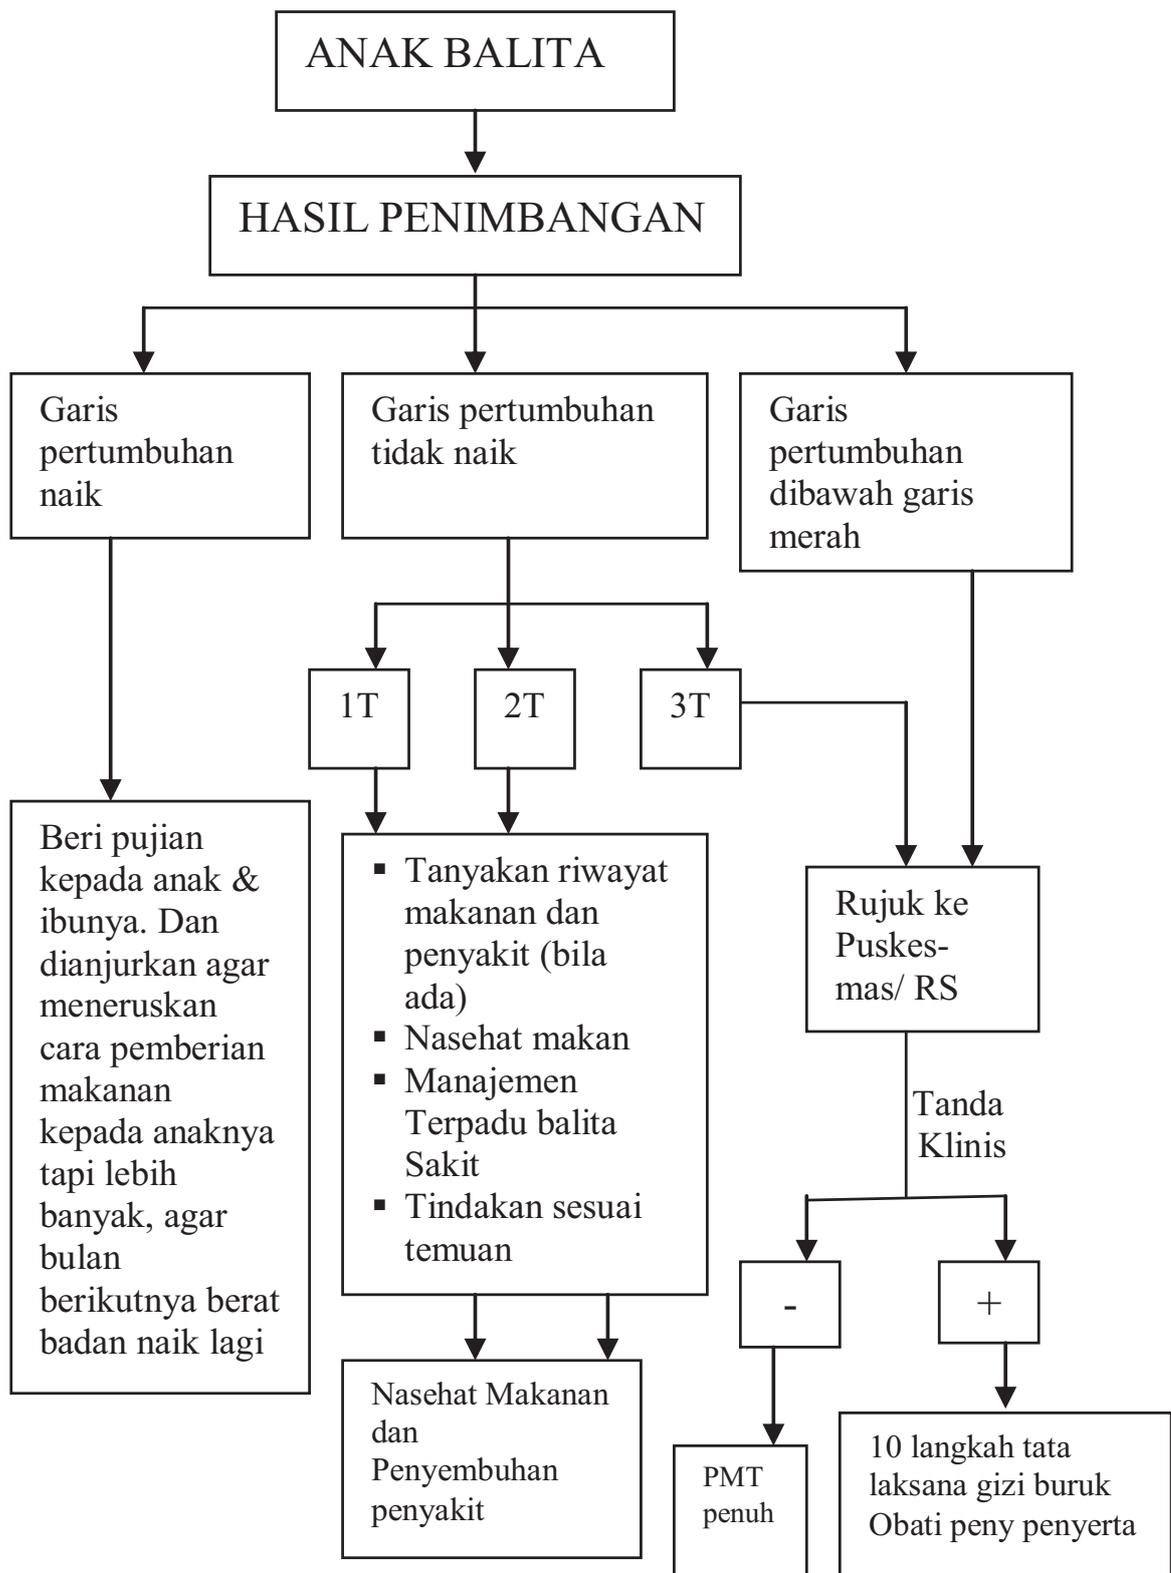 ANAK BALITA
HASIL PENIMBANGAN
Garis
pertumbuhan
naik
Garis pertumbuhan
tidak naik
Garis
pertumbuhan
dibawah garis
merah
1T
2T
3T
Beri pujian
kepada anak &
ibunya. Dan
dianjurkan agar
meneruskan
cara pemberian
makanan
kepada anaknya
tapi lebih
banyak, agar
bulan
berikutnya berat
badan naik lagi
▪ Tanyakan riwayat
makanan dan
penyakit (bila
ada)
▪ Nasehat makan
▪ Manajemen
Terpadu balita
Sakit
▪ Tindakan sesuai
temuan
Rujuk ke
Puskes-
mas/ RS
Tanda
Klinis
-
+
Nasehat Makanan
dan
Penyembuhan
penyakit
PMT
penuh
10 langkah tata
laksana gizi buruk
Obati peny penyerta